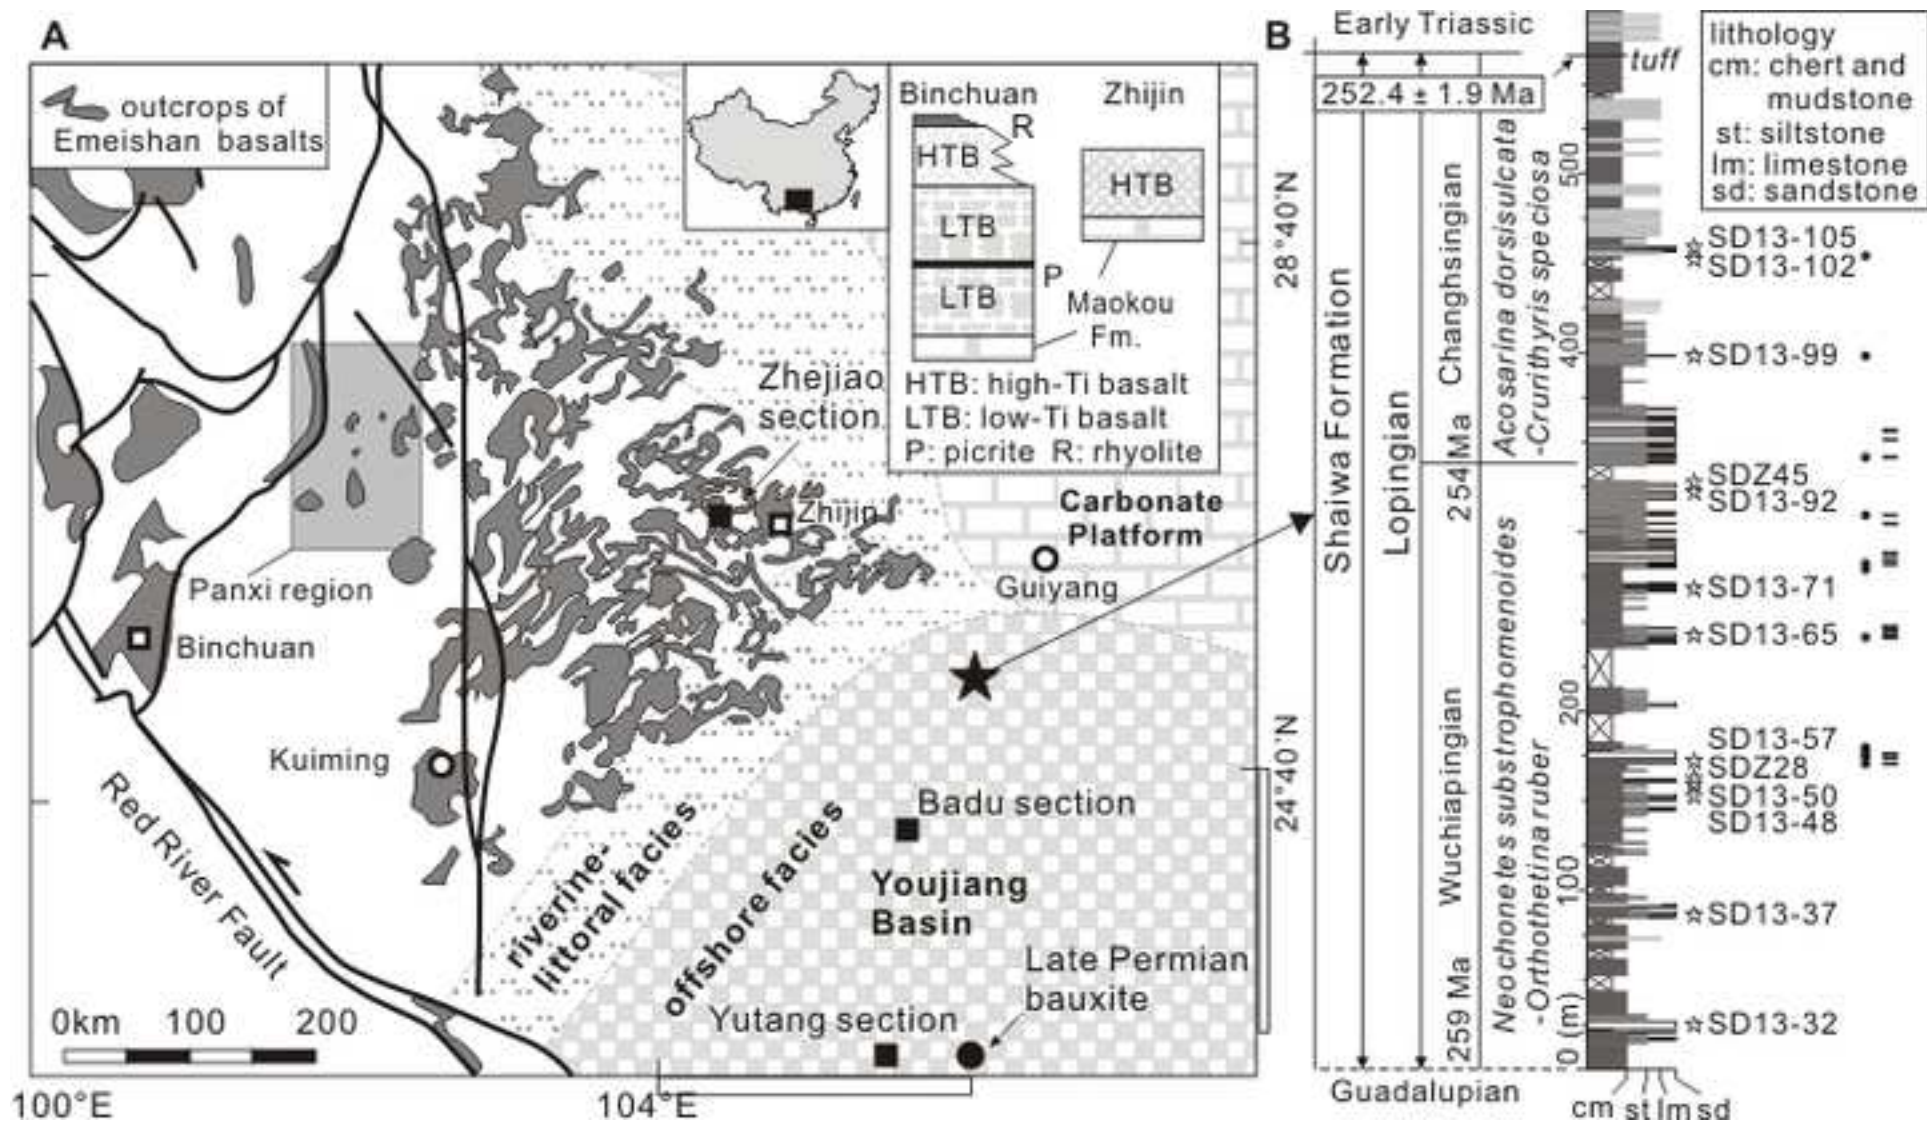 A
outcrops of
Emeishan basalts
Binchuan
Zhijin
R
HTB
LTB
LTB
P
HTB
Maokou
Fm.
HTB: high-Ti basalt
LTB: low-Ti basalt
P: picrite R: rhyolite
Zhejiao
section
Zhijin
Carbonate
Platform
Guiyang
Panxi region
Binchuan
Kuiming
Red River Fault
riverine-
littoral facies
offshore facies
Badu section
Youjiang
Basin
Late Permian
bauxite
Yutang section
0km 100 200
100°E
104°E
28°40'N
24°40'N
B
Early Triassic
252.4 ± 1.9 Ma
Shaiwa Formation
Lopingian
Changhsingian
254 Ma
Wuchiapingian
259 Ma
Acosarina dorsisulcata
-Crurithyris speciosa
Neochonetes substrophomenoides
-Orthothetina ruber
Guadalupian
500
400
200
100
0 (m)
tuff
lithology
cm: chert and
mudstone
st: siltstone
lm: limestone
sd: sandstone
SD13-105
SD13-102
SD13-99
SDZ45
SD13-92
SD13-71
SD13-65
SD13-57
SDZ28
SD13-50
SD13-48
SD13-37
SD13-32
cm st lm sd